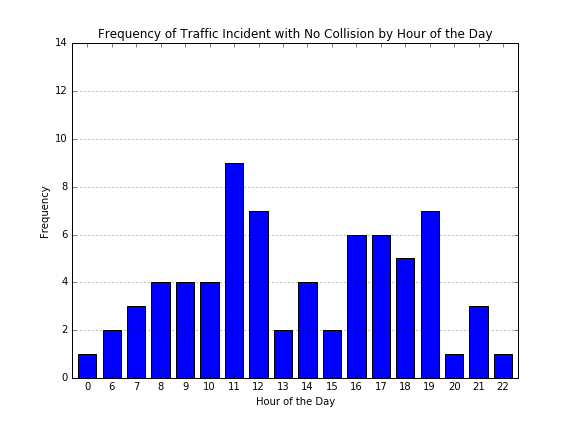 Frequency of Traffic Incident with No Collision by Hour of the Day
14
12
10
8
6
4
2
0
Frequency
0 6 7 8 9 10 11 12 13 14 15 16 17 18 19 20 21 22
Hour of the Day